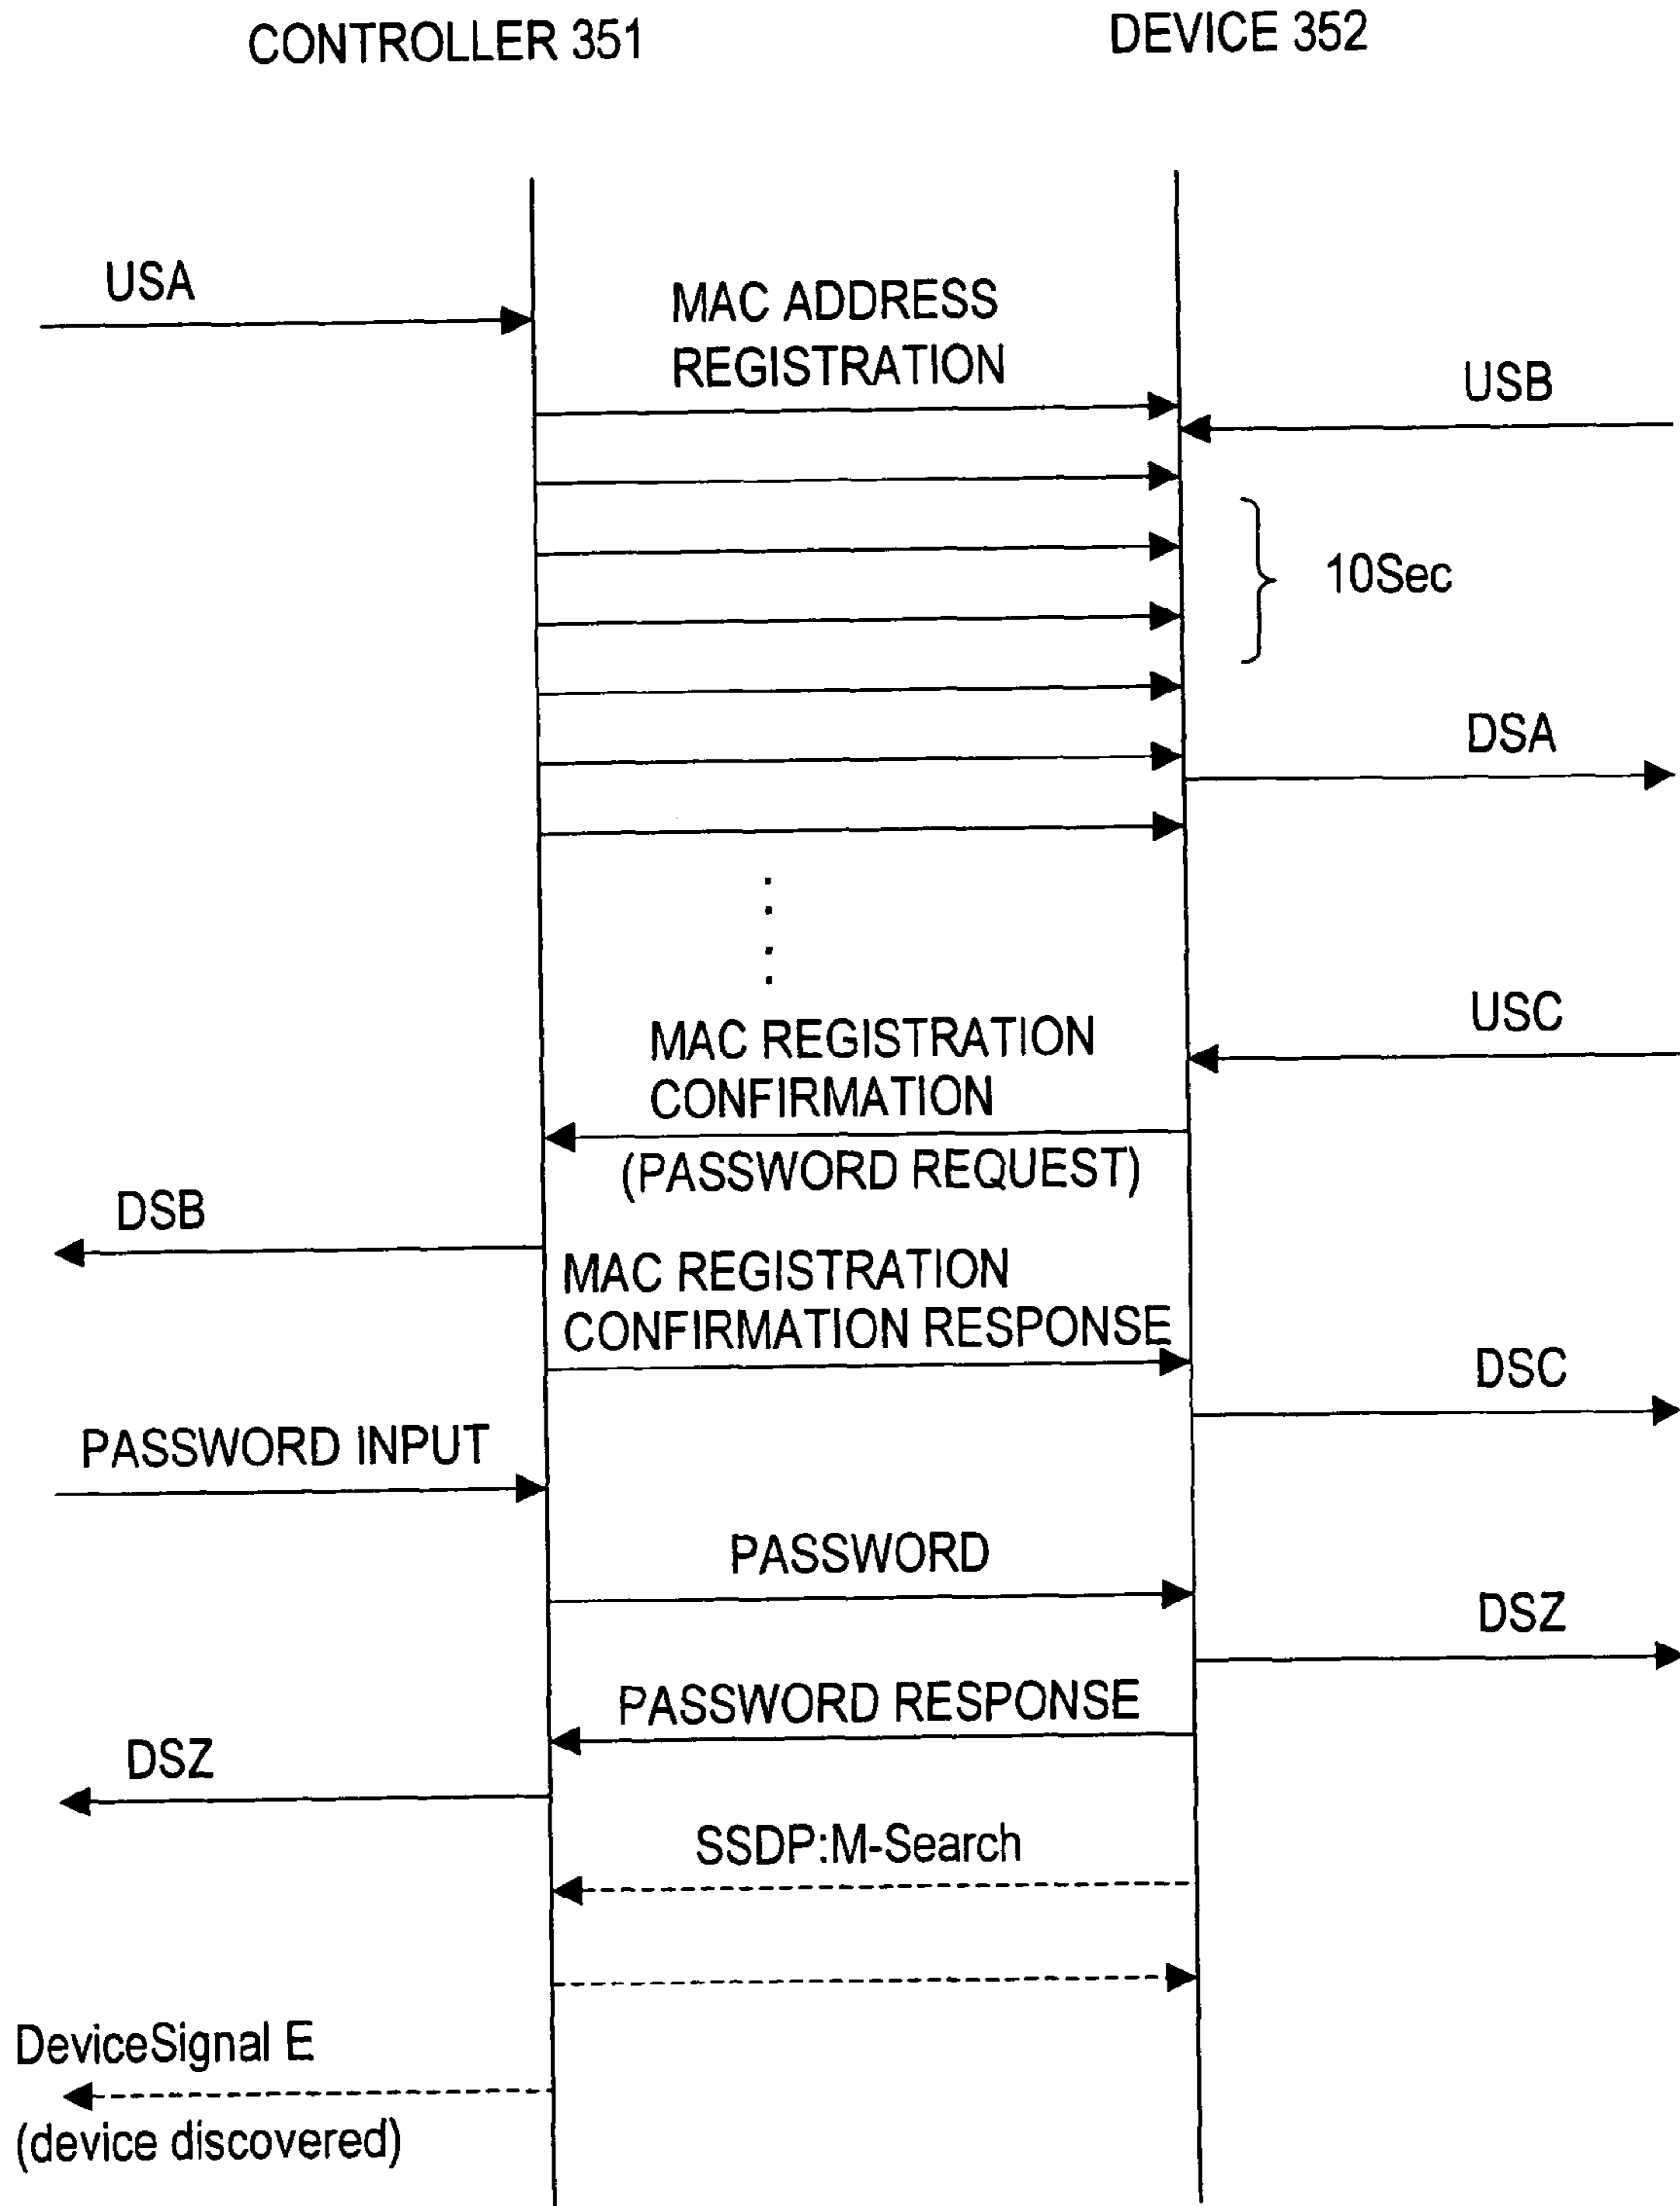 CONTROLLER 351
DEVICE 352
USA
MAC ADDRESS
REGISTRATION
USB
10Sec
DSA
USC
MAC REGISTRATION
CONFIRMATION
(PASSWORD REQUEST)
DSB
MAC REGISTRATION
CONFIRMATION RESPONSE
DSC
PASSWORD INPUT
PASSWORD
DSZ
PASSWORD RESPONSE
DSZ
SSDP:M-Search
DeviceSignal E
(device discovered)